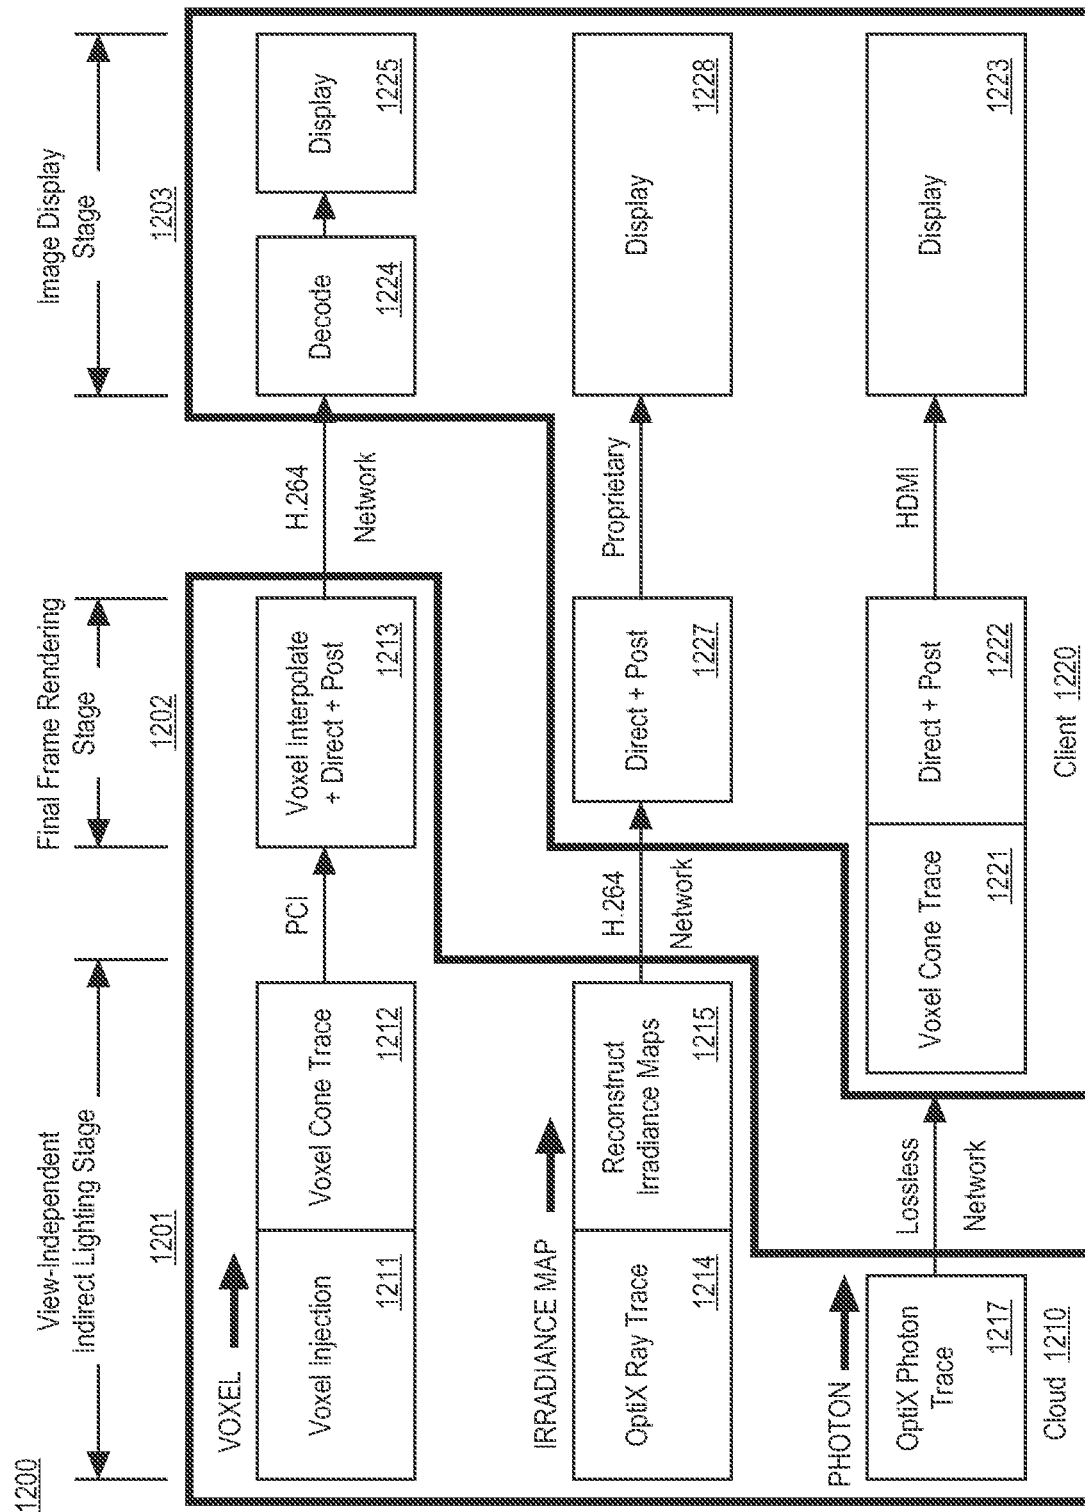 1200
View-Independent
Indirect Lighting Stage
1201
Final Frame Rendering
Stage
1202
Image Display
Stage
1203
VOXEL
Voxel Injection
1211
Voxel Cone Trace
1212
PCI
Voxel Interpolate
+ Direct + Post
1213
H.264
Network
Decode
1224
Display
1225
IRRADIANCE MAP
OptiX Ray Trace
1214
Reconstruct
Irradiance Maps
1215
H.264
Network
Direct + Post
1227
Proprietary
Display
1228
PHOTON
OptiX Photon
Trace
1217
Lossless
Network
Voxel Cone Trace
1221
Direct + Post
1222
HDMI
Display
1223
Cloud 1210
Client 1220